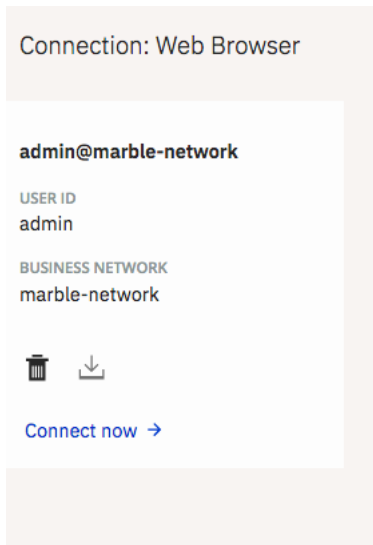 Connection: Web Browser
admin@marble-network
USER ID
admin
BUSINESS NETWORK
marble-network
Connect now →